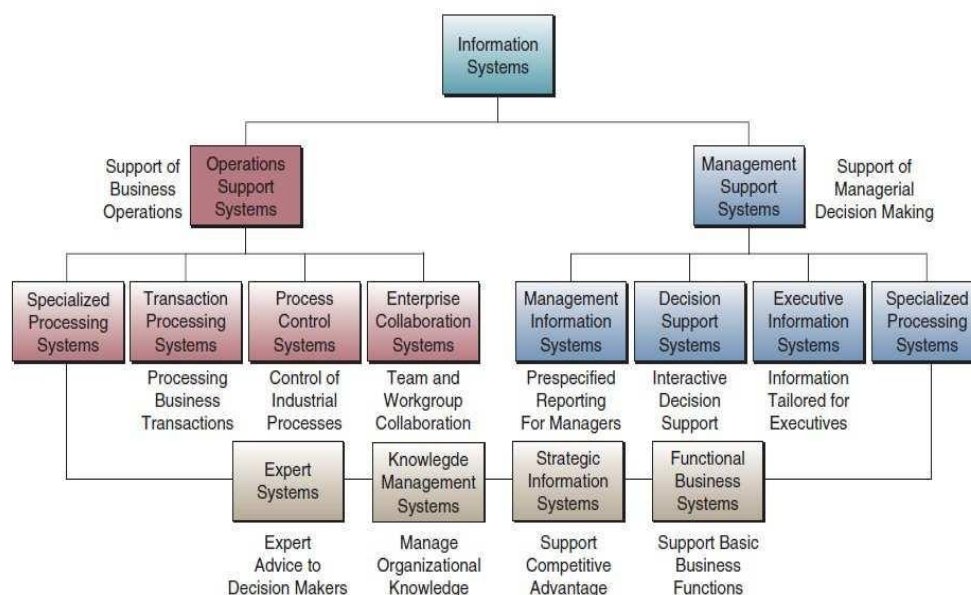 Information
Systems
Support of
Business
Operations
Operations
Support
Systems
Management
Support
Systems
Support of
Managerial
Decision Making
Specialized
Processing
Systems
Transaction
Processing
Systems
Process
Control
Systems
Enterprise
Collaboration
Systems
Management
Information
Systems
Decision
Support
Systems
Executive
Information
Systems
Specialized
Processing
Systems
Processing
Business
Transactions
Control of
Industrial
Processes
Team and
Workgroup
Collaboration
Prespecified
Reporting
For Managers
Interactive
Decision
Support
Information
Tailored for
Executives
Expert
Systems
Knowlegde
Management
Systems
Strategic
Information
Systems
Functional
Business
Systems
Expert
Advice to
Decision Makers
Manage
Organizational
Knowledge
Support
Competitive
Advantage
Support Basic
Business
Functions